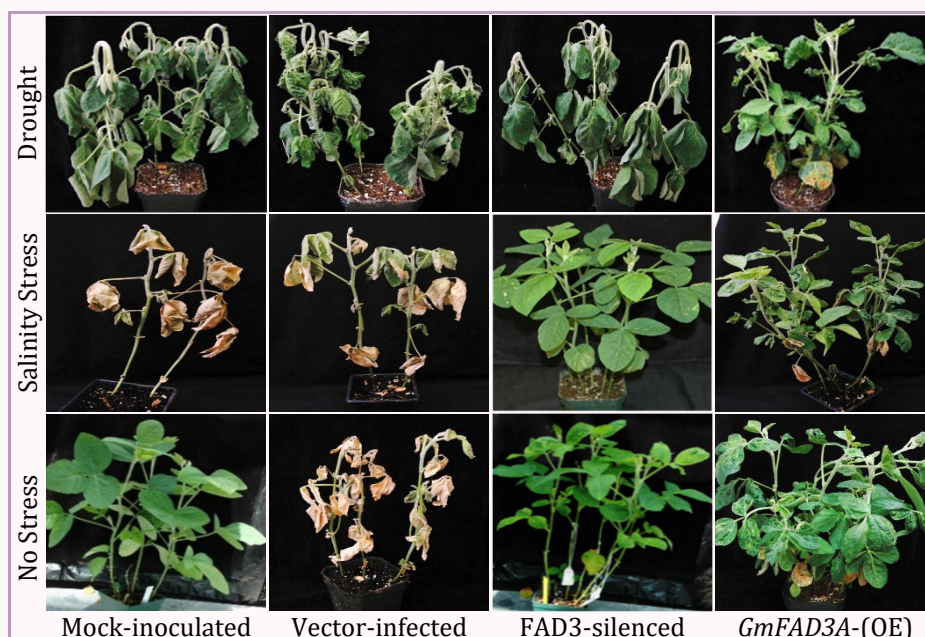 Drought
Salinity Stress
No Stress
Mock-inoculated
Vector-infected
FAD3-silenced
GmFAD3A-(OE)